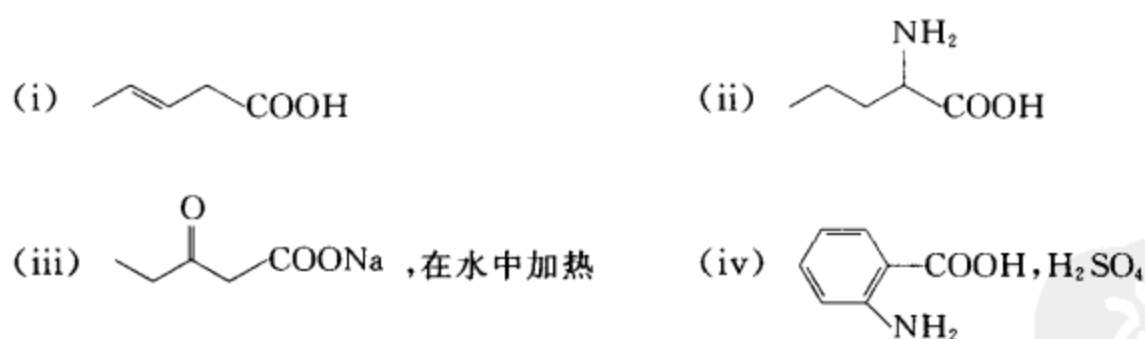 NH₂
(i) COOH (ii) COOH
O
(iii) COONa ,在水中加热 (iv) COOH,H₂SO₄
NH₂